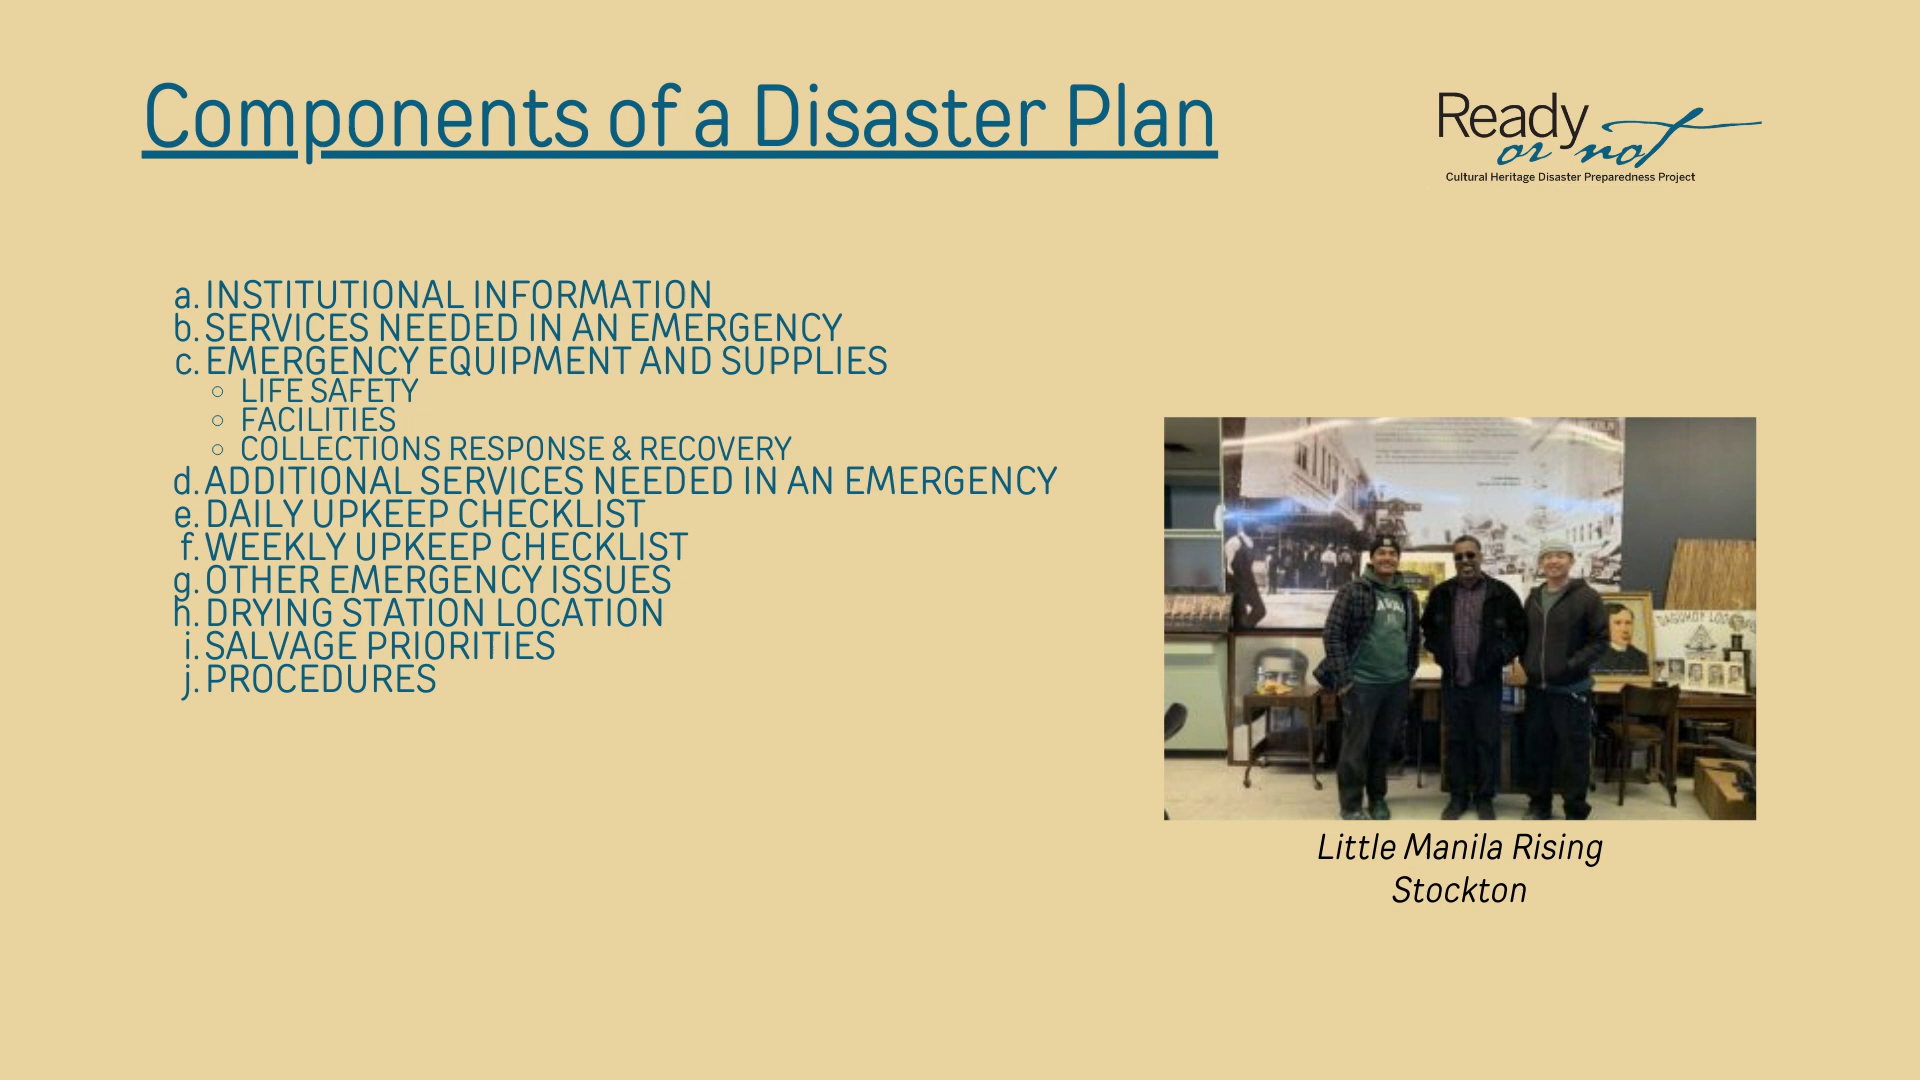 Components of a Disaster Plan
Ready
or not
Cultural Heritage Disaster Preparedness Project
a. INSTITUTIONAL INFORMATION
b. SERVICES NEEDED IN AN EMERGENCY
c. EMERGENCY EQUIPMENT AND SUPPLIES
○ LIFE SAFETY
○ FACILITIES
○ COLLECTIONS RESPONSE & RECOVERY
d. ADDITIONAL SERVICES NEEDED IN AN EMERGENCY
e. DAILY UPKEEP CHECKLIST
f. WEEKLY UPKEEP CHECKLIST
g. OTHER EMERGENCY ISSUES
h. DRYING STATION LOCATION
i. SALVAGE PRIORITIES
j. PROCEDURES
Little Manila Rising
Stockton